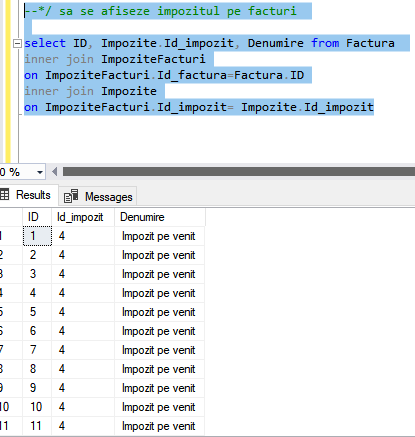 --*/ sa se afiseze impozitul pe facturi
select ID, Impozite.Id_impozit, Denumire from Factura
inner join ImpoziteFacturi
on ImpoziteFacturi.Id_factura=Factura.ID
inner join Impozite
on ImpoziteFacturi.Id_impozit= Impozite.Id_impozit
0 %
Results Messages
ID Id_impozit Denumire
1 1 4 Impozit pe venit
2 2 4 Impozit pe venit
3 3 4 Impozit pe venit
4 4 4 Impozit pe venit
5 5 4 Impozit pe venit
6 6 4 Impozit pe venit
7 7 4 Impozit pe venit
8 8 4 Impozit pe venit
9 9 4 Impozit pe venit
10 10 4 Impozit pe venit
11 11 4 Impozit pe venit